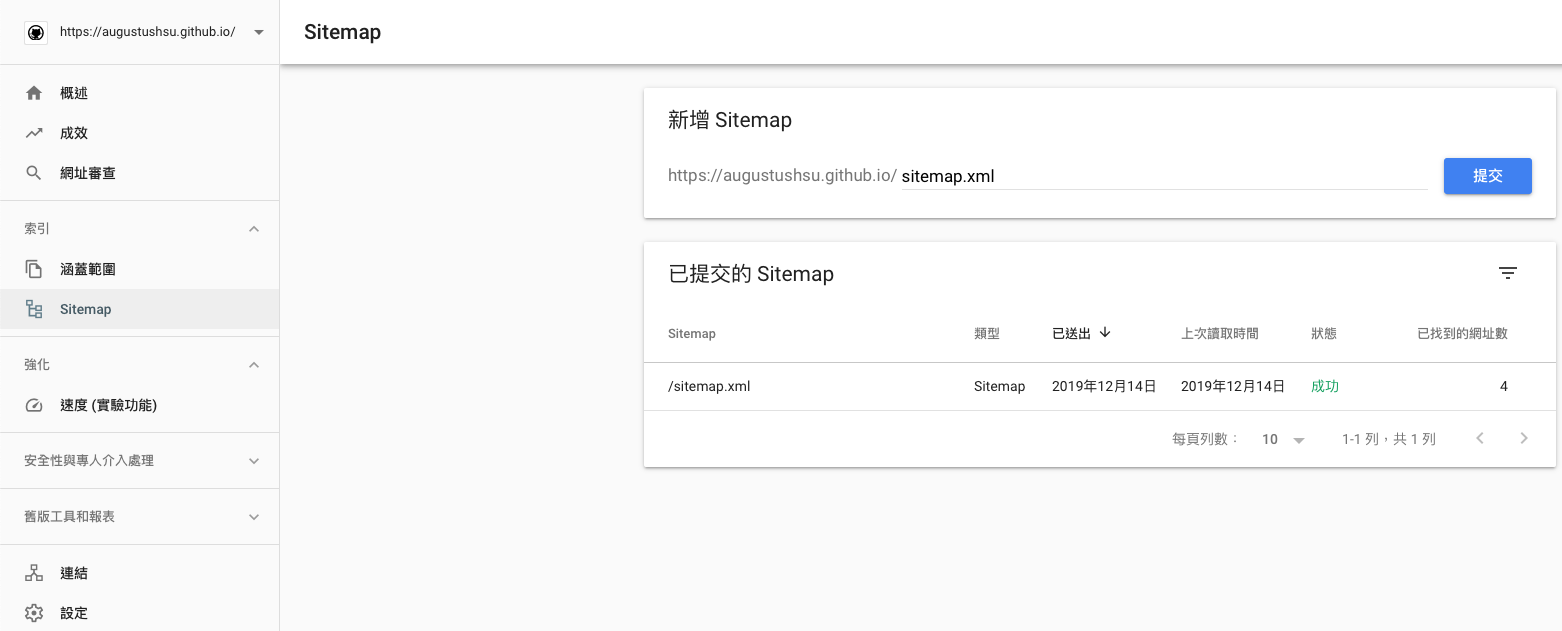 https://augustushsu.github.io/
概述
成效
網址審查
索引
涵蓋範圍
Sitemap
強化
速度 (實驗功能)
安全性與專人介入處理
舊版工具和報表
連結
設定
Sitemap
新增 Sitemap
https://augustushsu.github.io/ sitemap.xml 提交
已提交的 Sitemap
Sitemap 類型 已送出 上次讀取時間 狀態 已找到的網址數
/sitemap.xml Sitemap 2019年12月14日 2019年12月14日 成功 4
每頁列數： 10 1-1 列，共 1 列